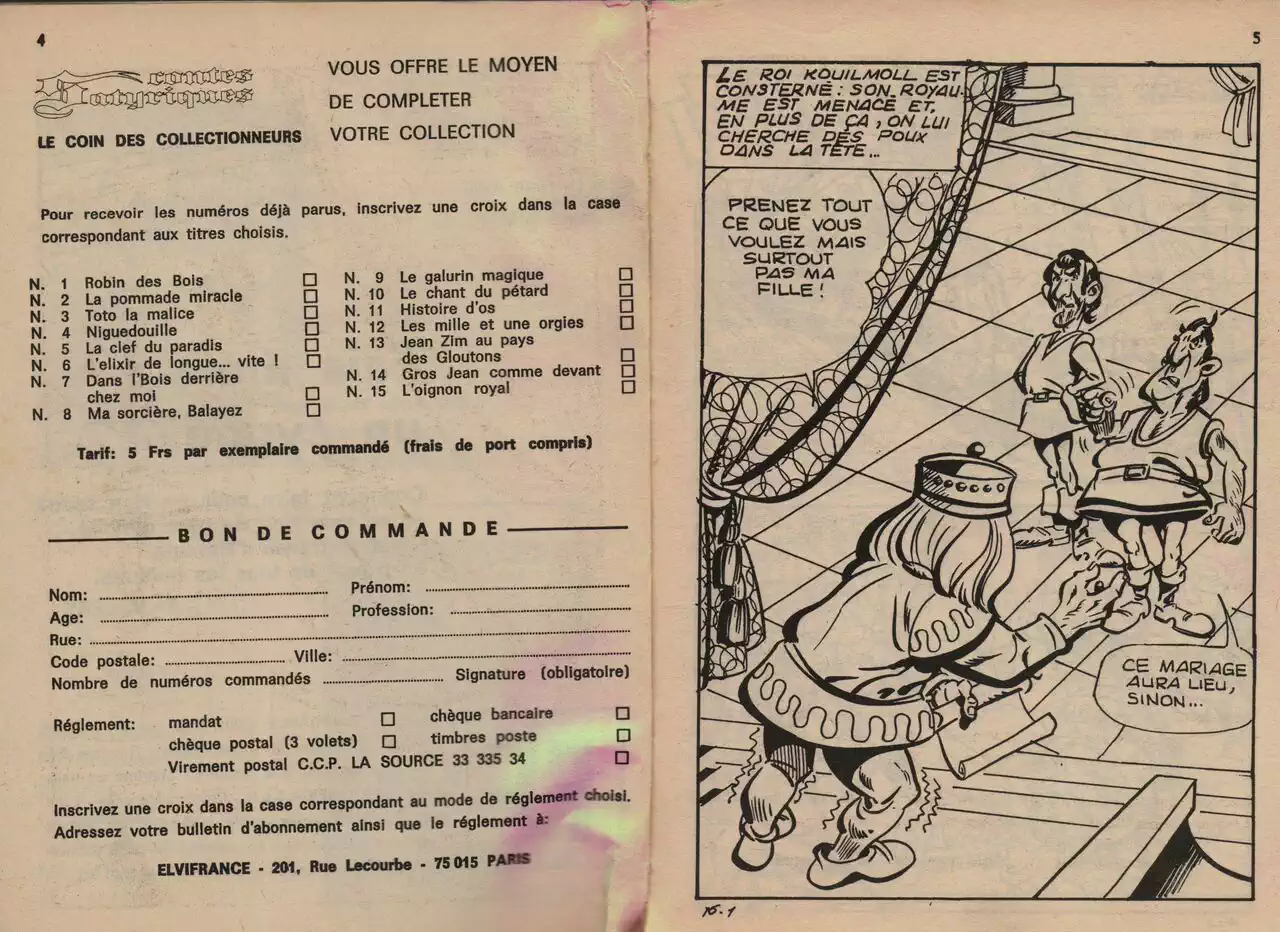 4
contes
Satyriques
VOUS OFFRE LE MOYEN
DE COMPLETER
VOTRE COLLECTION
LE COIN DES COLLECTIONNEURS
Pour recevoir les numéros déjà parus, inscrivez une croix dans la case
correspondant aux titres choisis.
N. 1 Robin des Bois
N. 2 La pommade miracle
N. 3 Toto la malice
N. 4 Niguedouille
N. 5 La clef du paradis
N. 6 L'elixir de longue... vite !
N. 7 Dans l'Bois derrière
chez moi
N. 8 Ma sorcière, Balayez
N. 9 Le galurin magique
N. 10 Le chant du pétard
N. 11 Histoire d'os
N. 12 Les mille et une orgies
N. 13 Jean Zim au pays
des Gloutons
N. 14 Gros Jean comme devant
N. 15 L'oignon royal
Tarif: 5 Frs par exemplaire commandé (frais de port compris)
BON DE COMMANDE
Nom: Prénom:
Age: Profession:
Rue:
Code postale: Ville:
Nombre de numéros commandés Signature (obligatoire)
Réglement: mandat chèque bancaire
chèque postal (3 volets) timbres poste
Virement postal C.C.P. LA SOURCE 33 335 34
Inscrivez une croix dans la case correspondant au mode de réglement choisi.
Adressez votre bulletin d'abonnement ainsi que le réglement à:
ELVIFRANCE - 201, Rue Lecourbe - 75 015 PARIS
5
LE ROI KOUILMOLL EST
CONSTERNÉ : SON ROYAU-
ME EST MENACÉ ET,
EN PLUS DE ÇA, ON LUI
CHERCHE DES POUX
DANS LA TÊTE...
PRENEZ TOUT
CE QUE VOUS
VOULEZ MAIS
SURTOUT
PAS MA
FILLE !
CE MARIAGE
AURA LIEU,
SINON...
16-1